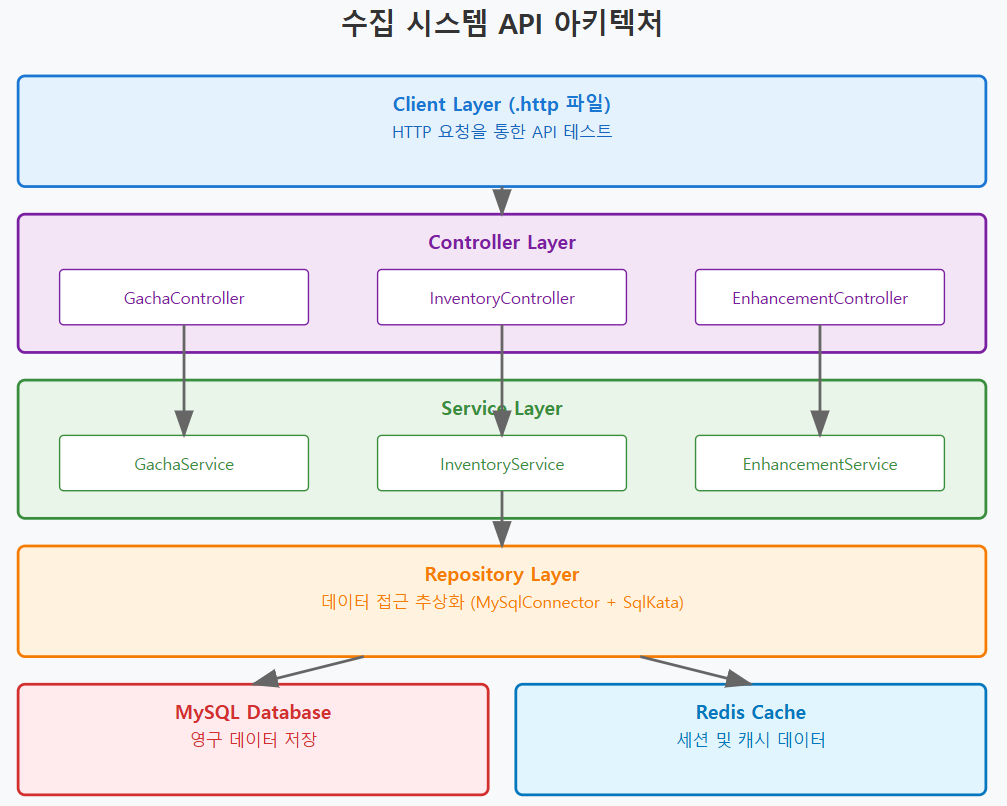 수집 시스템 API 아키텍처
Client Layer (.http 파일)
HTTP 요청을 통한 API 테스트
Controller Layer
GachaController
InventoryController
EnhancementController
Service Layer
GachaService
InventoryService
EnhancementService
Repository Layer
데이터 접근 추상화 (MySqlConnector + SqlKata)
MySQL Database
영구 데이터 저장
Redis Cache
세션 및 캐시 데이터